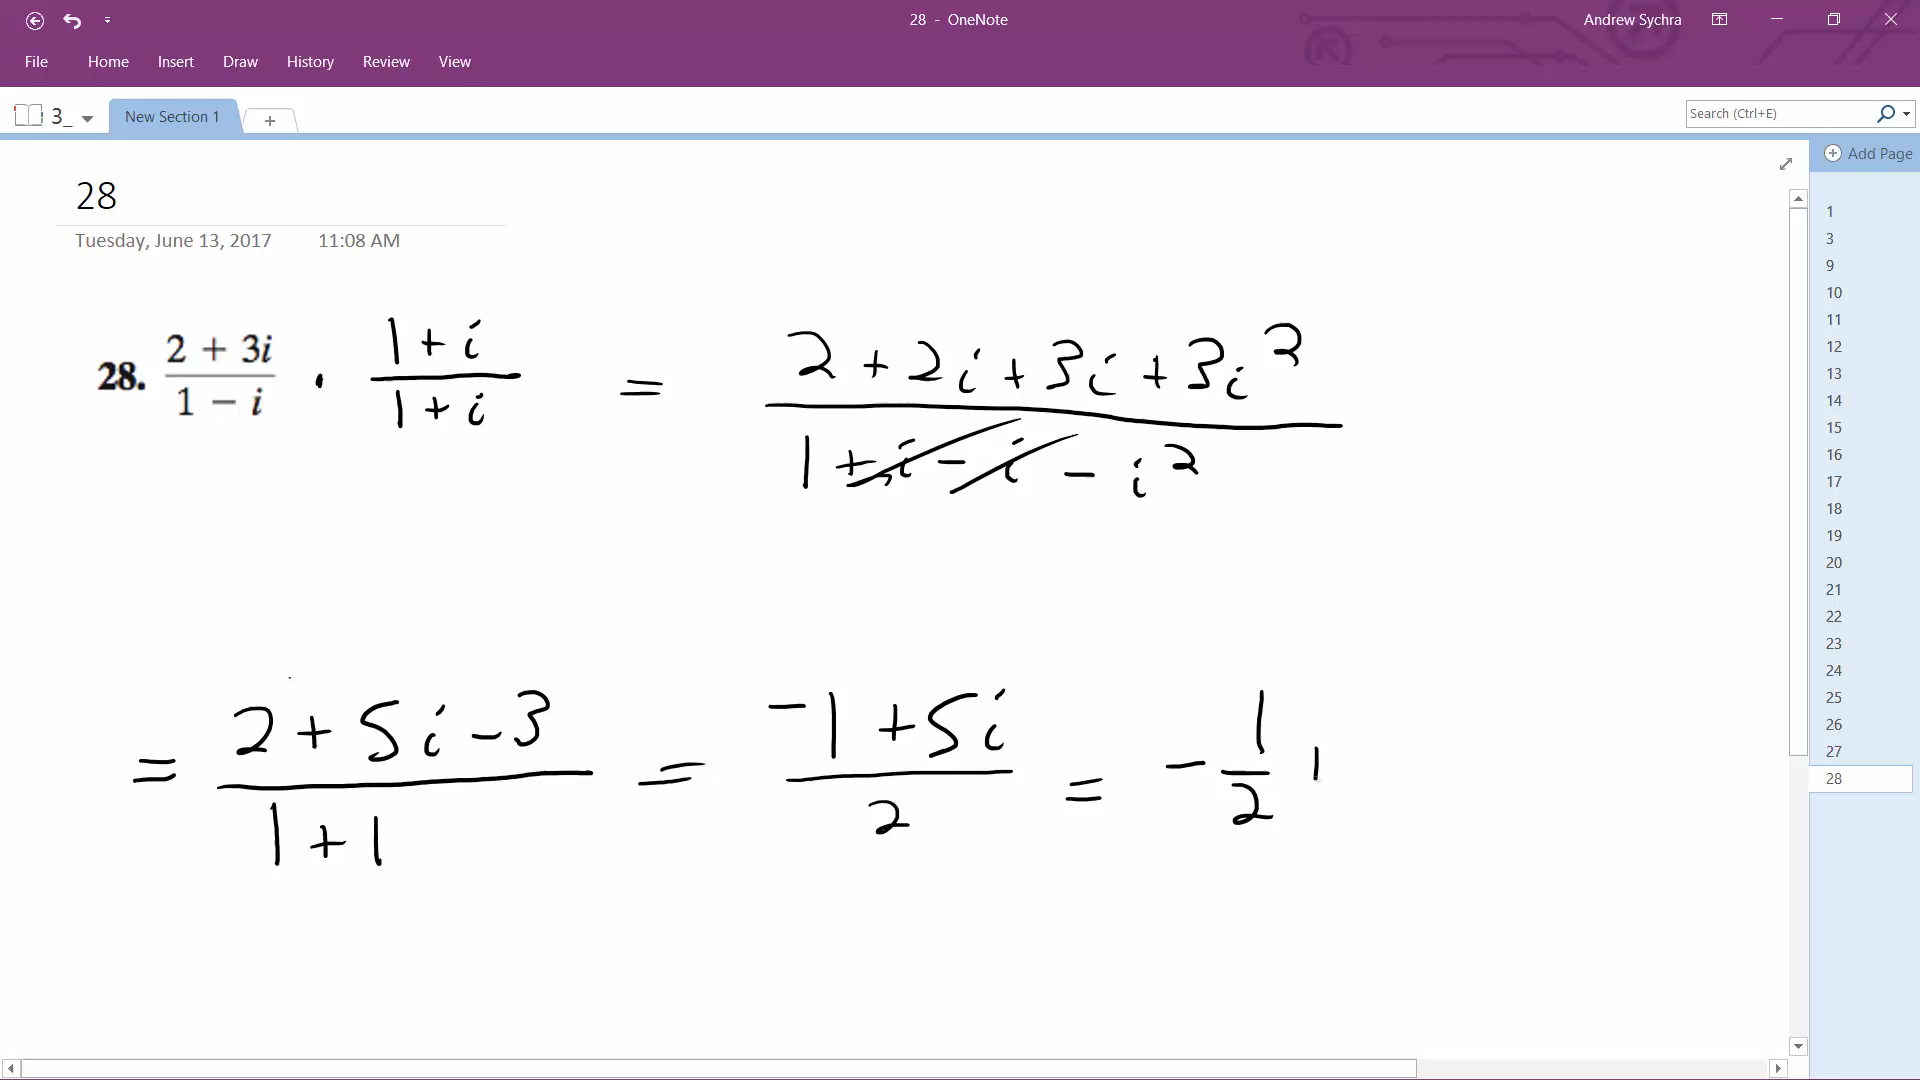 28 - OneNote
Andrew Sychra
File Home Insert Draw History Review View
3_ New Section 1 +
Search (Ctrl+E)
Add Page
28
Tuesday, June 13, 2017 11:08 AM
28. (2 + 3i)/(1 − i) · (1 + i)/(1 + i) = (2 + 2i + 3i + 3i²)/(1 + i − i − i²)
= (2 + 5i − 3)/(1 + 1) = (−1 + 5i)/2 = − 1/2 ı
1
3
9
10
11
12
13
14
15
16
17
18
19
20
21
22
23
24
25
26
27
28